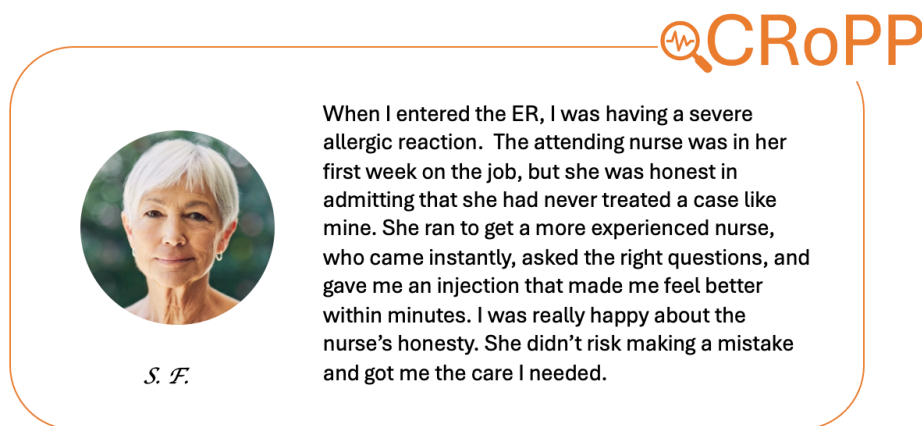 CRoPP
When I entered the ER, I was having a severe
allergic reaction.  The attending nurse was in her
first week on the job, but she was honest in
admitting that she had never treated a case like
mine. She ran to get a more experienced nurse,
who came instantly, asked the right questions, and
gave me an injection that made me feel better
within minutes. I was really happy about the
nurse’s honesty. She didn’t risk making a mistake
and got me the care I needed.
S. F.